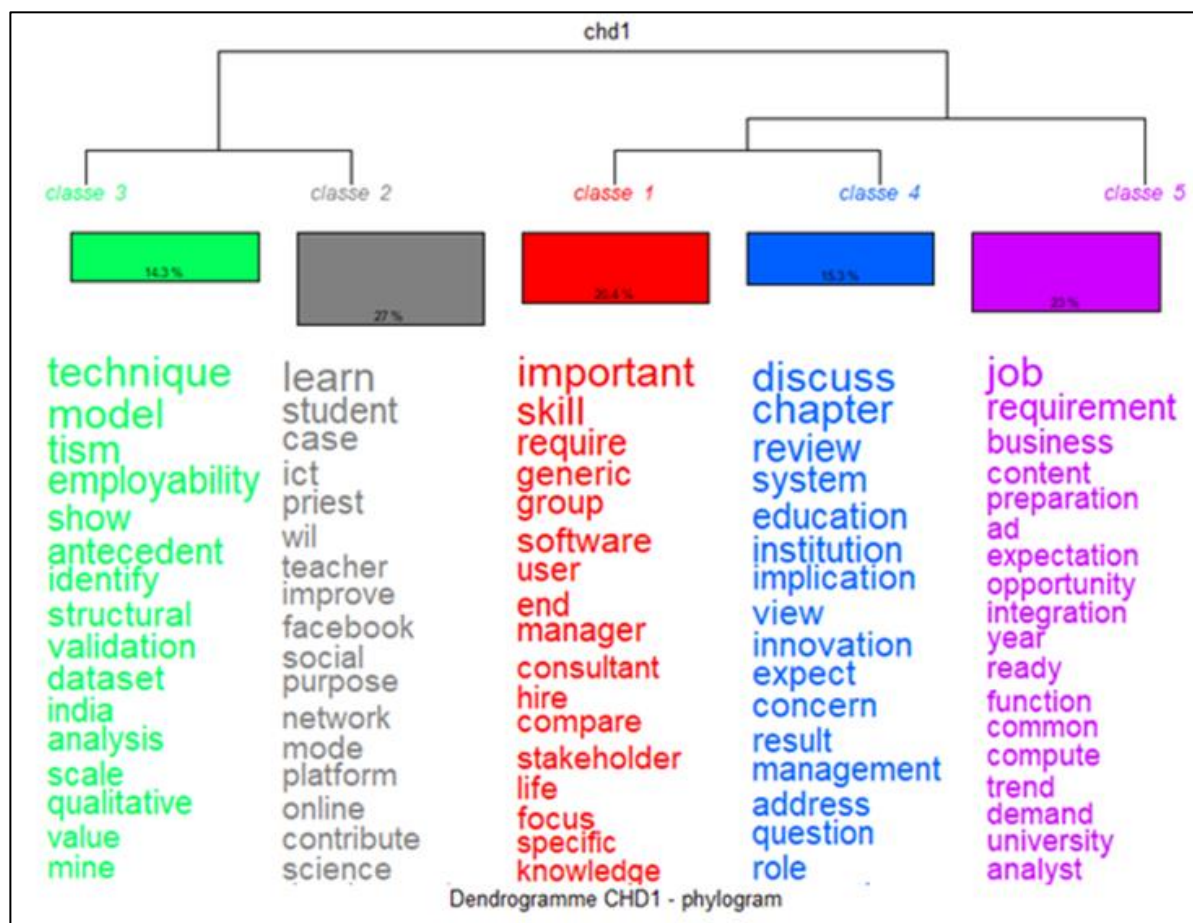 chd1
classe 3
classe 2
classe 1
classe 4
classe 5
14.3 %
27 %
20.4 %
15.3 %
23 %
technique
model
tism
employability
show
antecedent
identify
structural
validation
dataset
india
analysis
scale
qualitative
value
mine
learn
student
case
ict
priest
wil
teacher
improve
facebook
social
purpose
network
mode
platform
online
contribute
science
important
skill
require
generic
group
software
user
end
manager
consultant
hire
compare
stakeholder
life
focus
specific
knowledge
discuss
chapter
review
system
education
institution
implication
view
innovation
expect
concern
result
management
address
question
role
job
requirement
business
content
preparation
ad
expectation
opportunity
integration
year
ready
function
common
compute
trend
demand
university
analyst
Dendrogramme CHD1 - phylogram